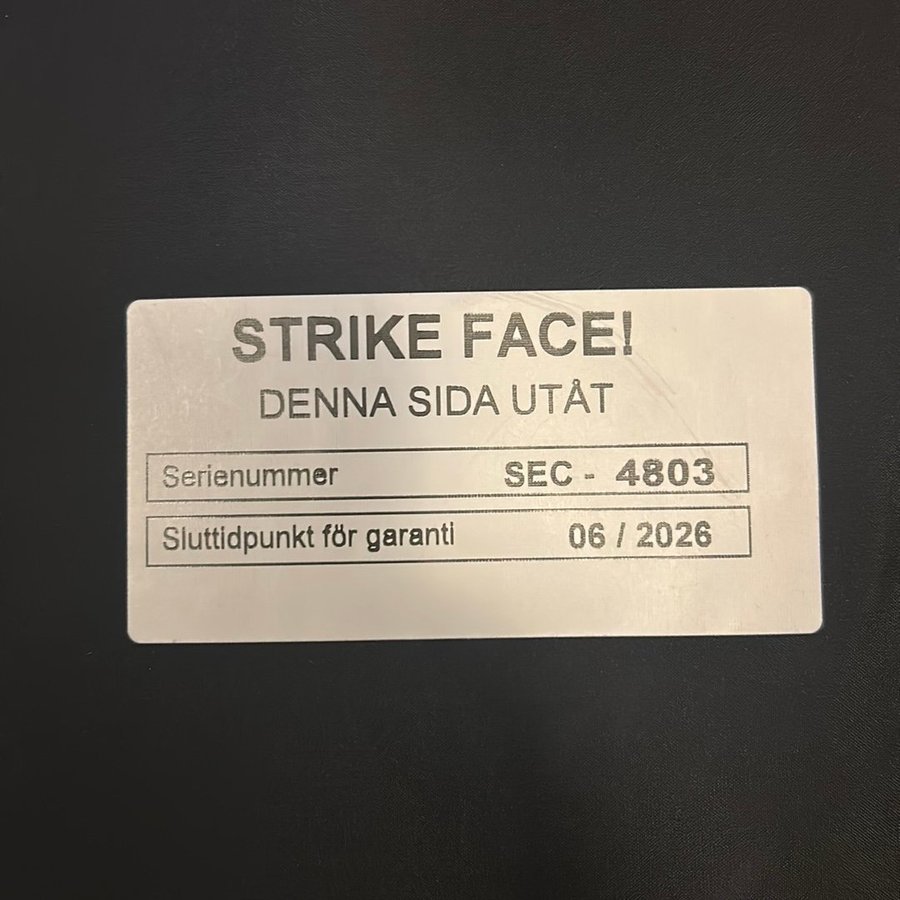 STRIKE FACE!
DENNA SIDA UTÅT
Serienummer SEC - 4803
Sluttidpunkt för garanti 06 / 2026